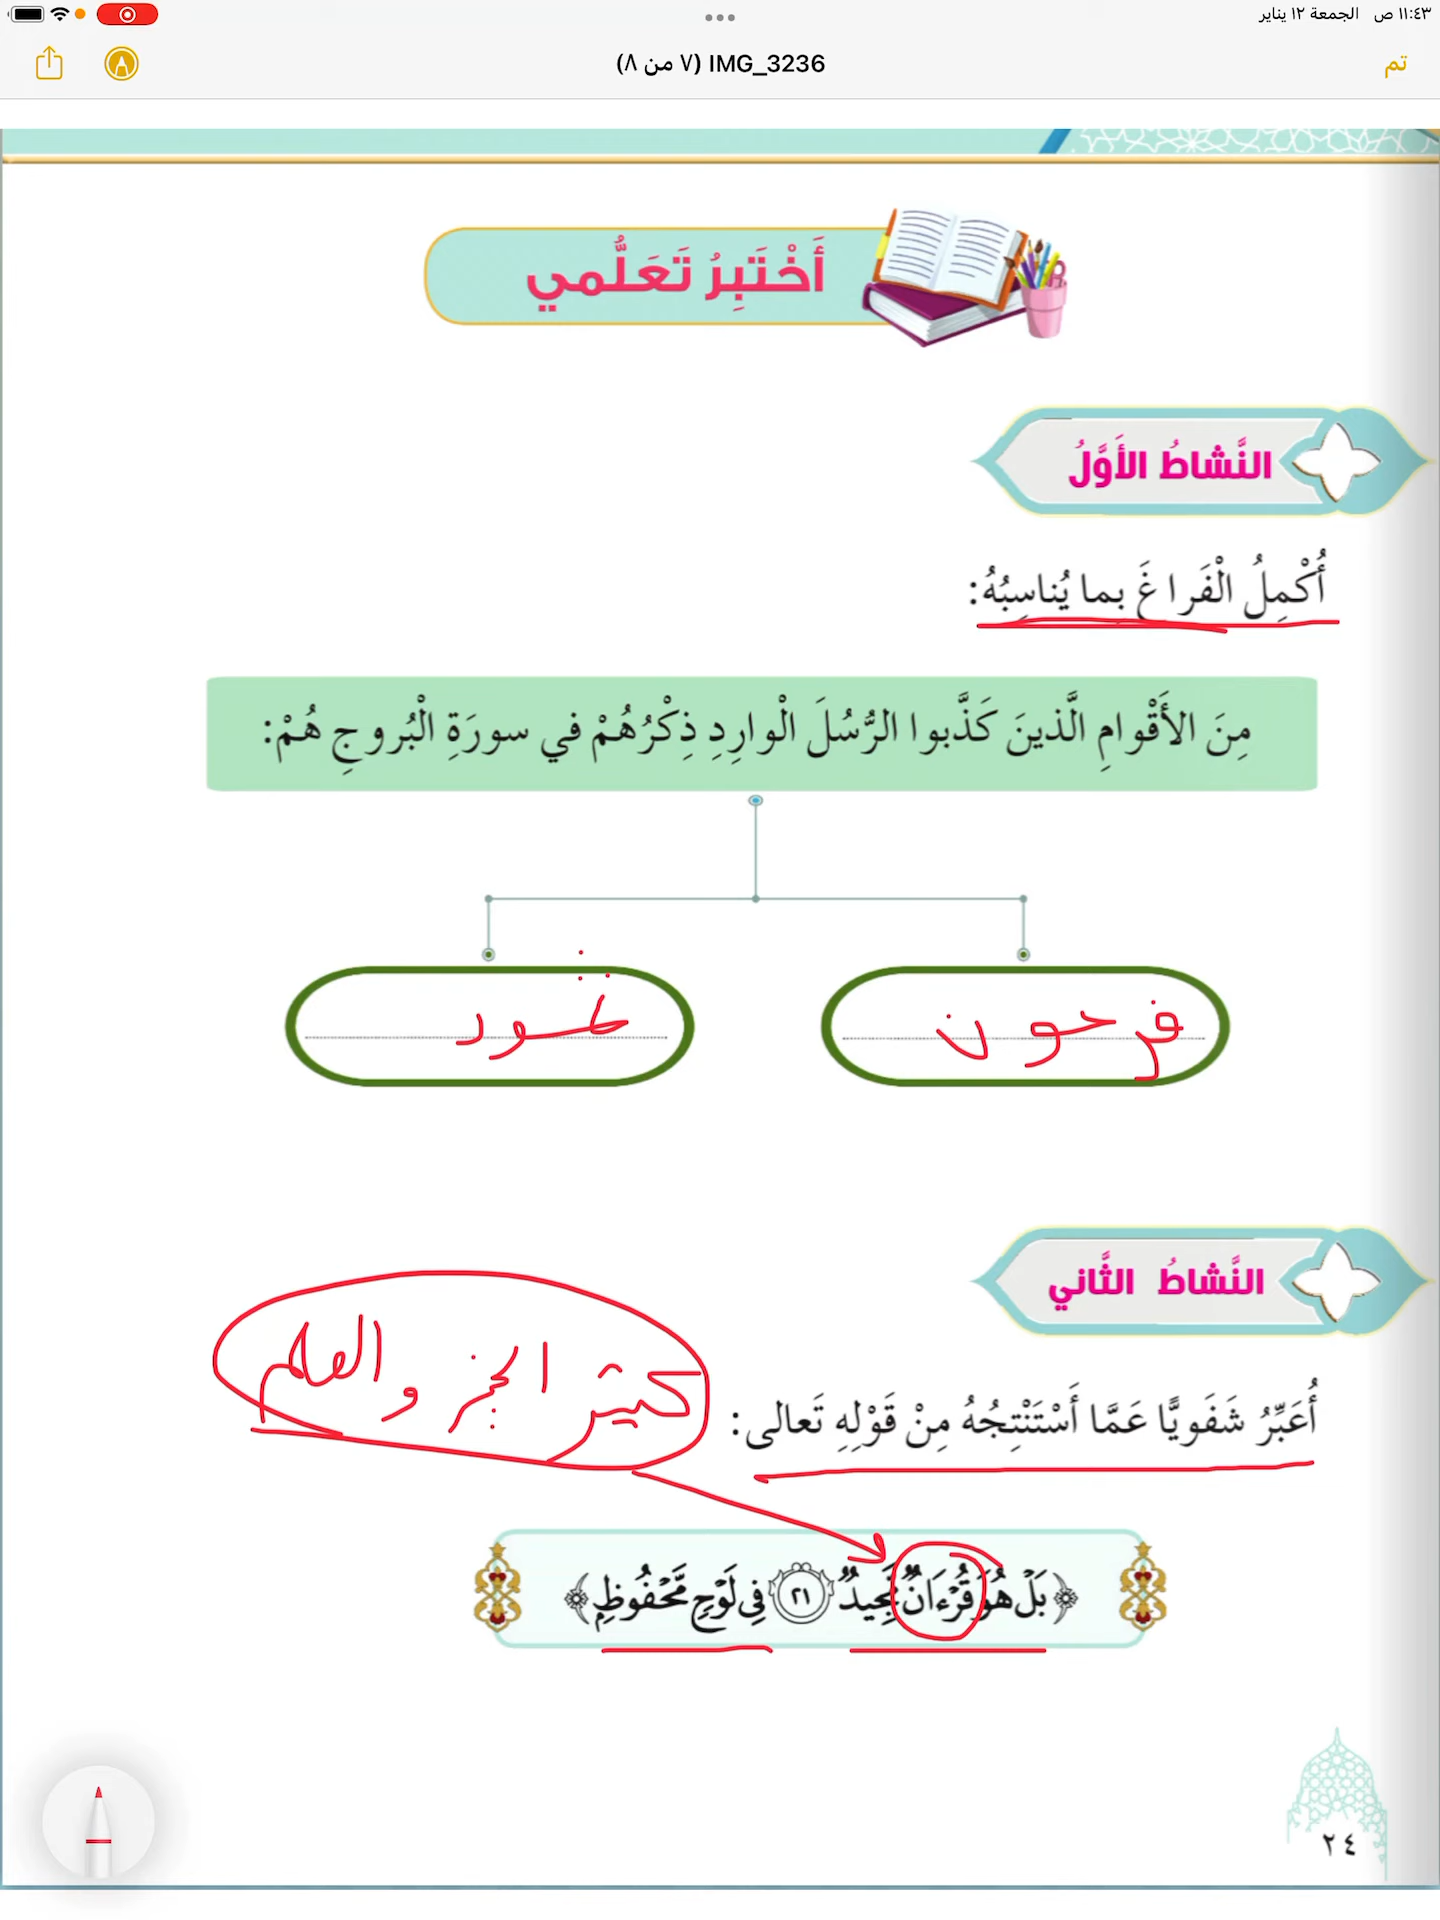 ١١:٤٣ ص الجمعة ١٢ يناير
تم
IMG_3236 (٧ من ٨)
أَخْتَبِرُ تَعَلُّمي
النَّشاطُ الأَوَّلُ
أُكْمِلُ الْفَراغَ بِما يُناسِبُهُ:
مِنَ الأَقْوامِ الَّذينَ كَذَّبوا الرُّسُلَ الْوارِدِ ذِكْرُهُمْ في سورَةِ الْبُروجِ هُمْ:
فرعون
ثمود
النَّشاطُ الثَّاني
كثير الخير والعلم
أُعَبِّرُ شَفَوِيًّا عَمَّا أَسْتَنْتِجُهُ مِنْ قَوْلِهِ تَعالى:
﴿بَلْ هُوَ قُرْءَانٌ مَّجِيدٌ ٢١ فِي لَوْحٍ مَّحْفُوظٍ﴾
٢٤